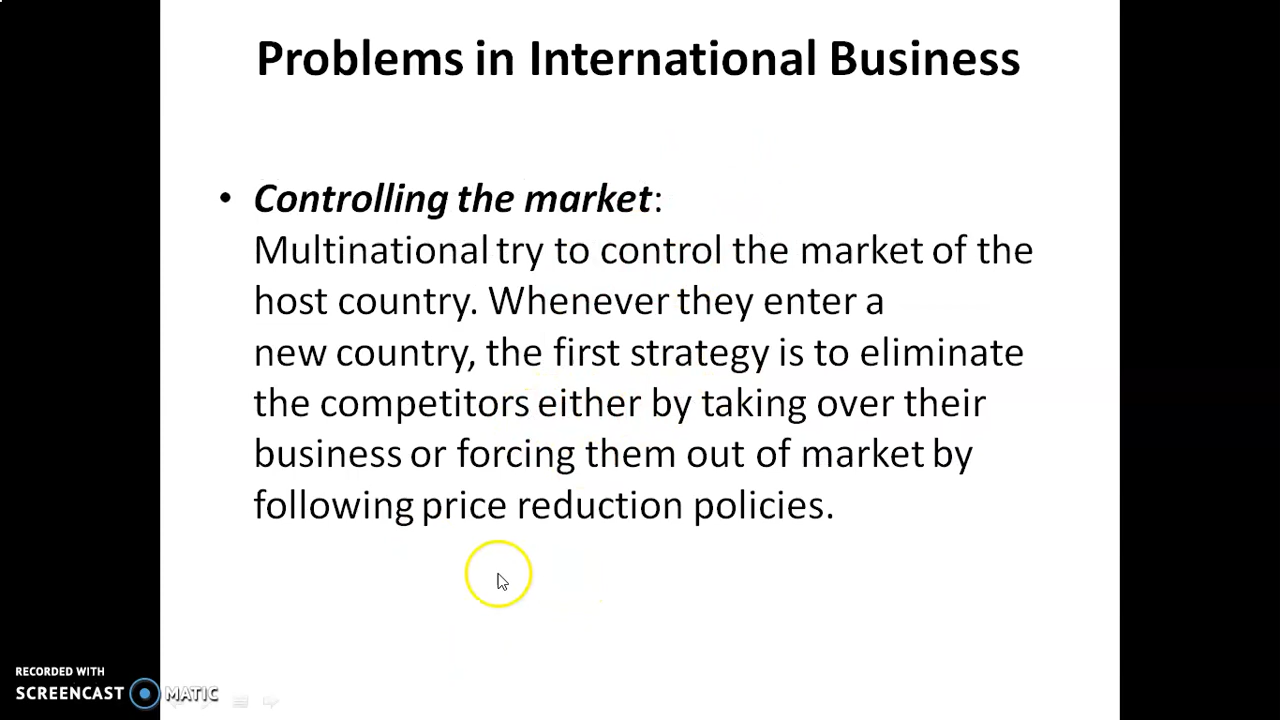 Problems in International Business
• Controlling the market:
Multinational try to control the market of the
host country. Whenever they enter a
new country, the first strategy is to eliminate
the competitors either by taking over their
business or forcing them out of market by
following price reduction policies.
RECORDED WITH
SCREENCAST MATIC